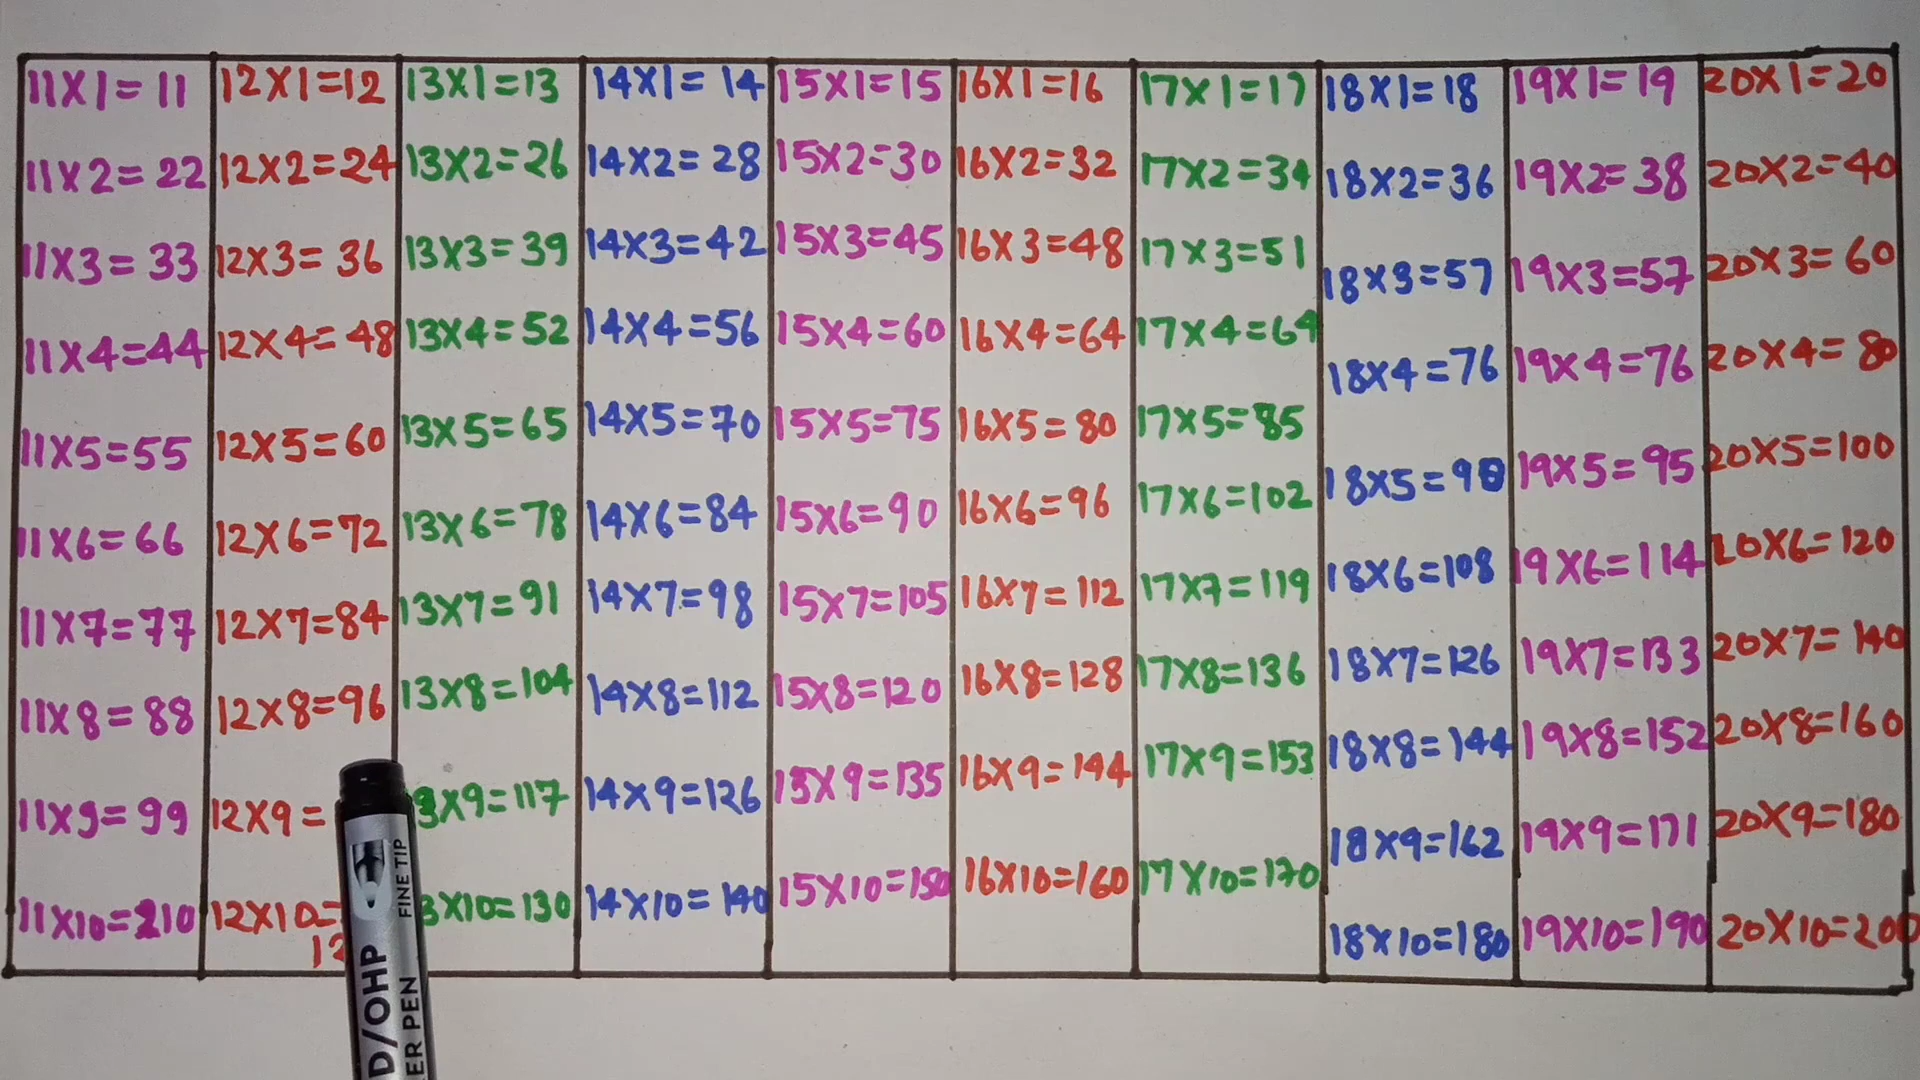 11X1=11
11X2=22
11X3=33
11X4=44
11X5=55
11X6=66
11X7=77
11X8=88
11X9=99
11X10=210
12X1=12
12X2=24
12X3=36
12X4=48
12X5=60
12X6=72
12X7=84
12X8=96
12X9=
12X10=
12
13X1=13
13X2=26
13X3=39
13X4=52
13X5=65
13X6=78
13X7=91
13X8=104
3X9=117
3X10=130
14X1=14
14X2=28
14X3=42
14X4=56
14X5=70
14X6=84
14X7=98
14X8=112
14X9=126
14X10=140
15X1=15
15X2=30
15X3=45
15X4=60
15X5=75
15X6=90
15X7=105
15X8=120
15X9=135
15X10=150
16X1=16
16X2=32
16X3=48
16X4=64
16X5=80
16X6=96
16X7=112
16X8=128
16X9=144
16X10=160
17X1=17
17X2=34
17X3=51
17X4=64
17X5=85
17X6=102
17X7=119
17X8=136
17X9=153
17X10=170
18X1=18
18X2=36
18X3=57
18X4=76
18X5=90
18X6=108
18X7=126
18X8=144
18X9=162
18X10=180
19X1=19
19X2=38
19X3=57
19X4=76
19X5=95
19X6=114
19X7=133
19X8=152
19X9=171
19X10=190
20X1=20
20X2=40
20X3=60
20X4=80
20X5=100
20X6=120
20X7=140
20X8=160
20X9=180
20X10=200
D/OHP
ER PEN
FINE TIP